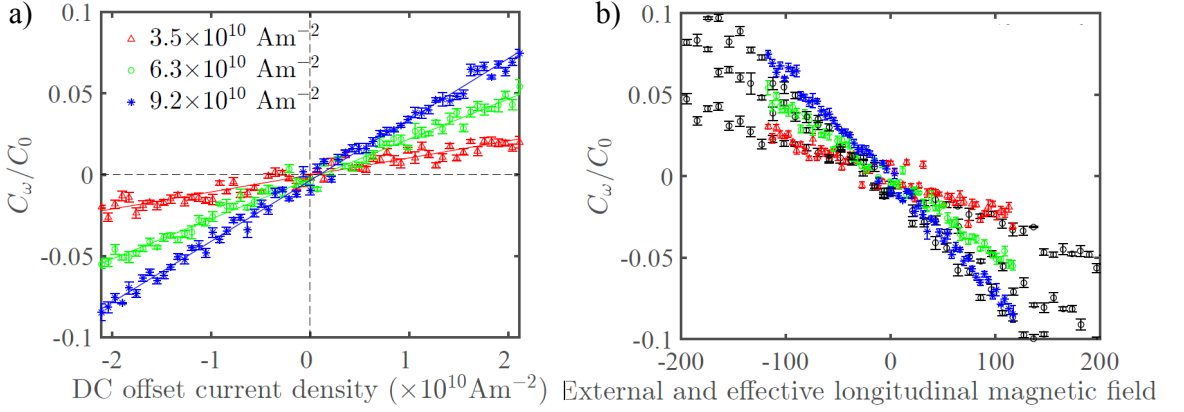 a)
0.1
0.05
0
-0.05
-0.1
C_ω/C_0
3.5×10^10 Am^−2
6.3×10^10 Am^−2
9.2×10^10 Am^−2
-2 -1 0 1 2
DC offset current density (×10^10Am^−2)
b)
0.1
0.05
0
-0.05
-0.1
C_ω/C_0
-200 -100 0 100 200
External and effective longitudinal magnetic field